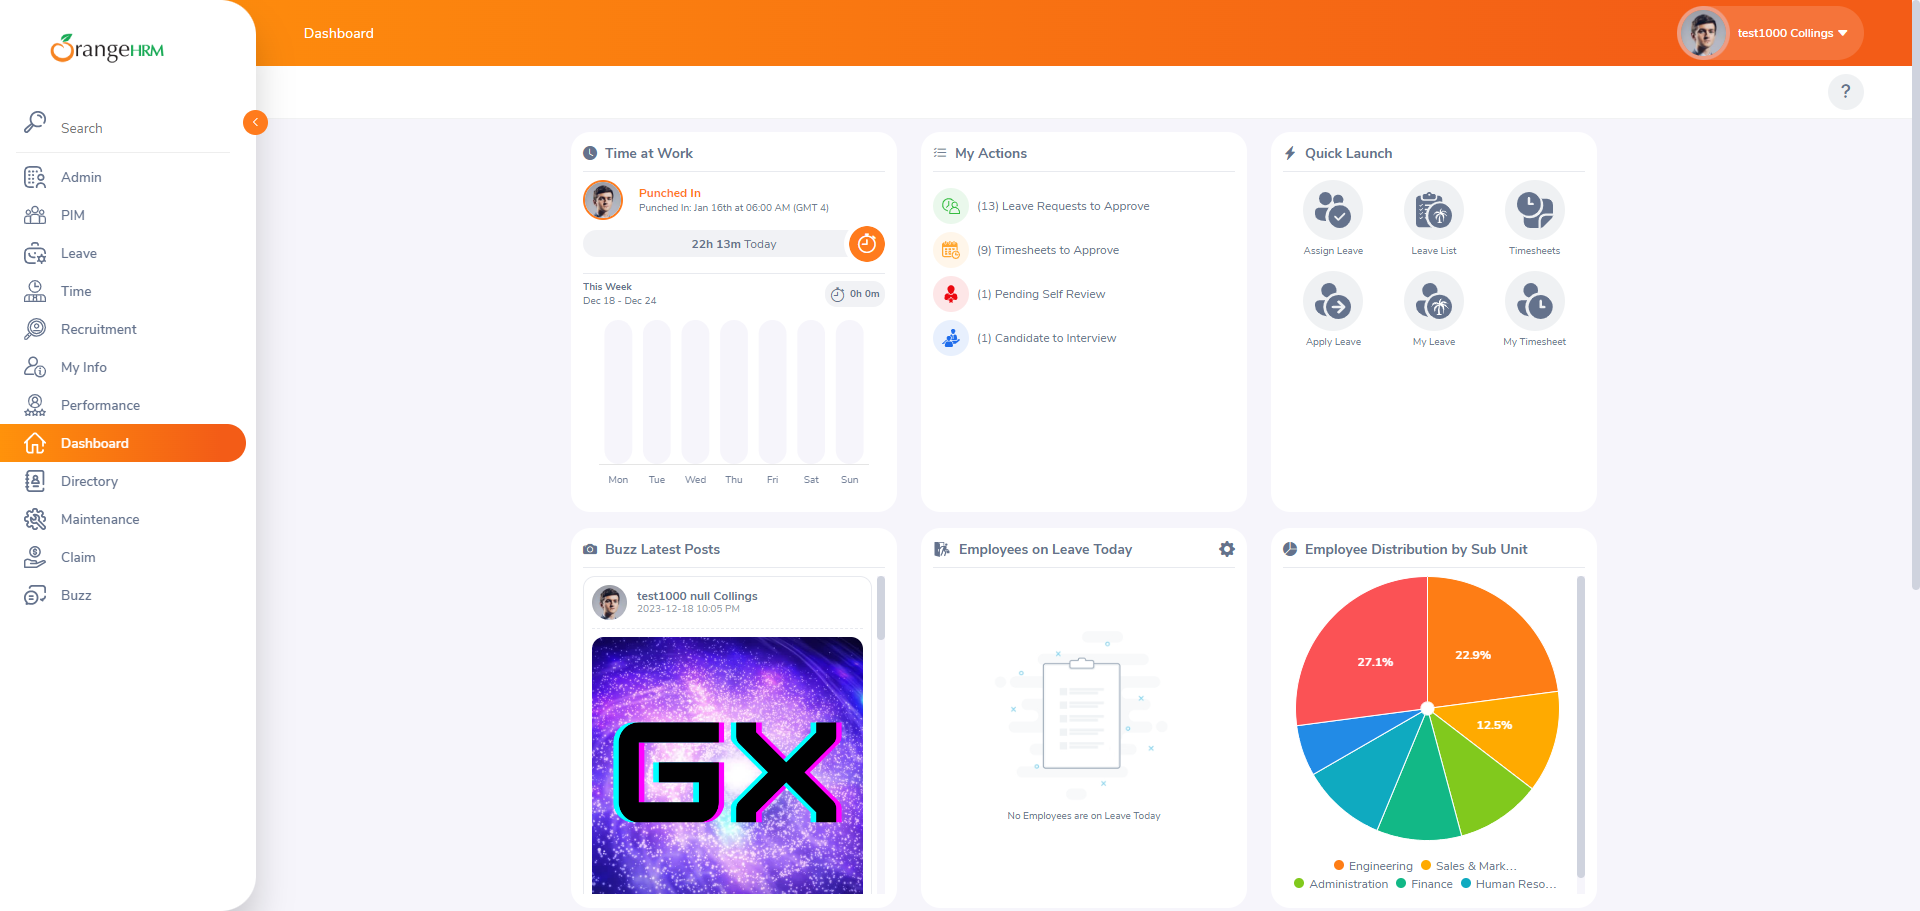 OrangeHRM
Search
Admin
PIM
Leave
Time
Recruitment
My Info
Performance
Dashboard
Directory
Maintenance
Claim
Buzz
Dashboard
test1000 Collings
?
Time at Work
Punched In
Punched In: Jan 16th at 06:00 AM (GMT 4)
22h 13m Today
This Week
Dec 18 - Dec 24
0h 0m
Mon Tue Wed Thu Fri Sat Sun
My Actions
(13) Leave Requests to Approve
(9) Timesheets to Approve
(1) Pending Self Review
(1) Candidate to Interview
Quick Launch
Assign Leave Leave List Timesheets
Apply Leave My Leave My Timesheet
Buzz Latest Posts
test1000 null Collings
2023-12-18 10:05 PM
GX
Employees on Leave Today
No Employees are on Leave Today
Employee Distribution by Sub Unit
27.1% 22.9%
12.5%
Engineering Sales & Mark...
Administration Finance Human Reso...